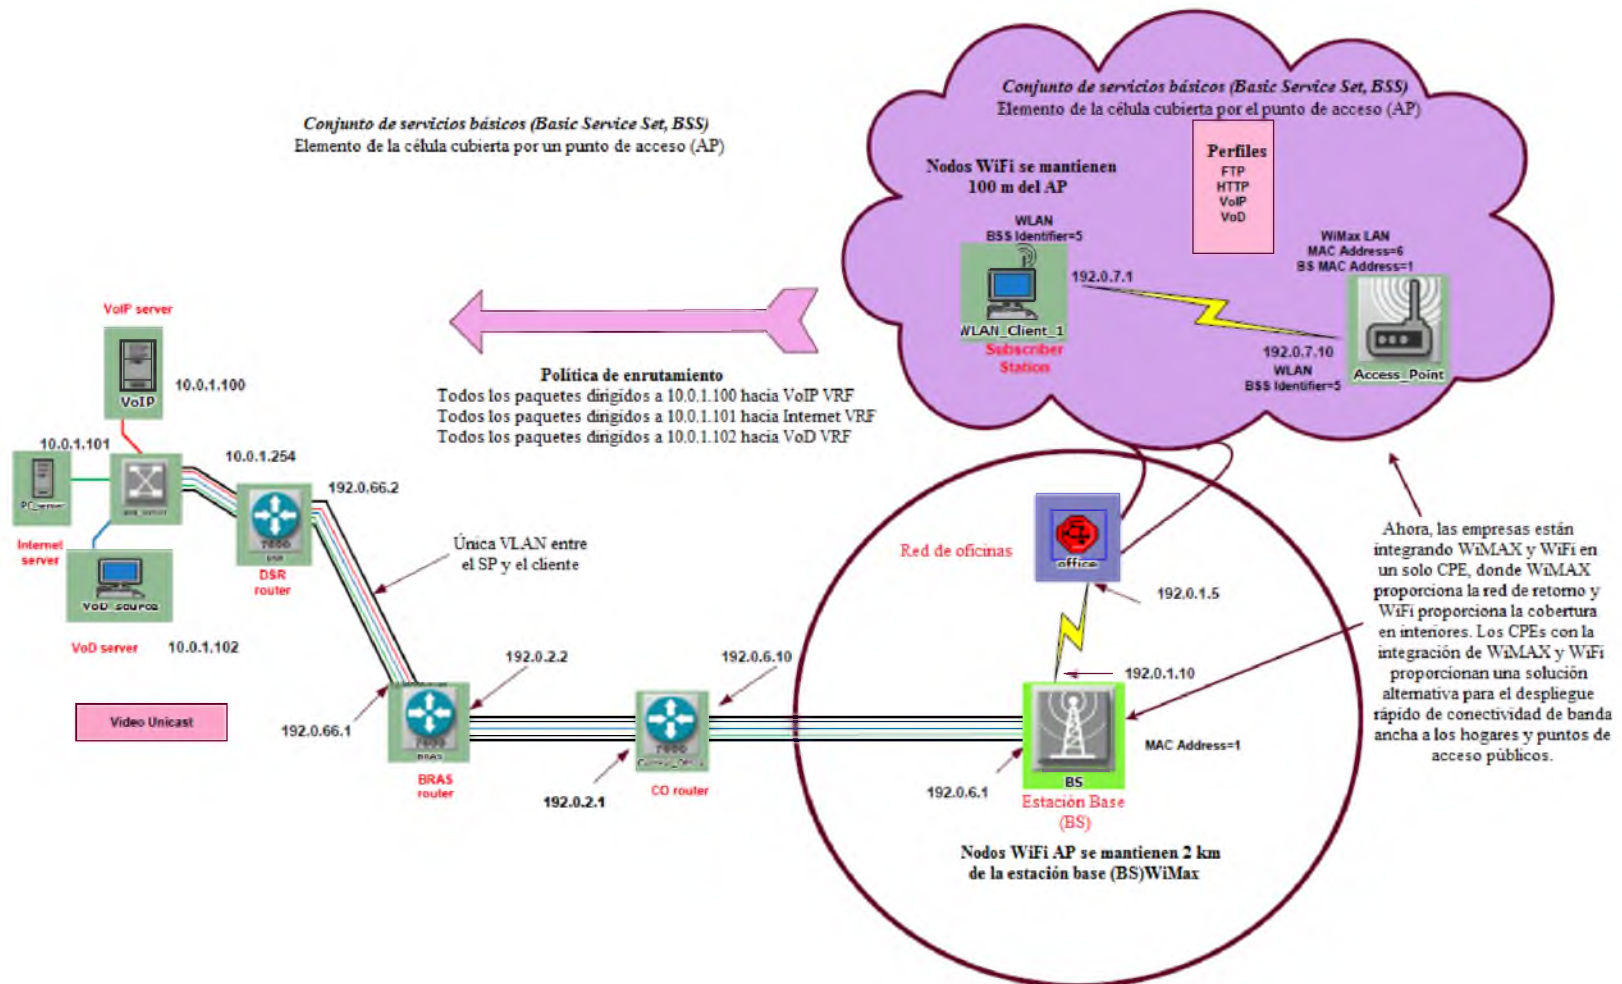 Conjunto de servicios básicos (Basic Service Set, BSS)
Elemento de la célula cubierta por un punto de acceso (AP)
Conjunto de servicios básicos (Basic Service Set, BSS)
Elemento de la célula cubierta por el punto de acceso (AP)
Perfiles
FTP
HTTP
VoIP
VoD
Nodos WiFi se mantienen
100 m del AP
WLAN
BSS Identifier=5
192.0.7.1
WLAN_Client_1
Subscriber
Station
WiMax LAN
MAC Address=6
BS MAC Address=1
192.0.7.10
WLAN
BSS Identifier=5
Access_Point
Política de enrutamiento
Todos los paquetes dirigidos a 10.0.1.100 hacia VoIP VRF
Todos los paquetes dirigidos a 10.0.1.101 hacia Internet VRF
Todos los paquetes dirigidos a 10.0.1.102 hacia VoD VRF
VoIP server
10.0.1.100
VoIP
10.0.1.101
PC_server
Internet
server
10.0.1.254
192.0.66.2
7600
DSR
router
VoD_source
VoD server
10.0.1.102
Única VLAN entre
el SP y el cliente
Video Unicast
192.0.66.1
192.0.2.2
7600
BRAS
BRAS
router
192.0.6.10
7600
192.0.2.1
CO router
Red de oficinas
office
192.0.1.5
192.0.1.10
MAC Address=1
192.0.6.1
BS
Estación Base
(BS)
Nodos WiFi AP se mantienen 2 km
de la estación base (BS)WiMax
Ahora, las empresas están
integrando WiMAX y WiFi en
un solo CPE, donde WiMAX
proporciona la red de retorno y
WiFi proporciona la cobertura
en interiores. Los CPEs con la
integración de WiMAX y WiFi
proporcionan una solución
alternativa para el despliegue
rápido de conectividad de banda
ancha a los hogares y puntos de
acceso públicos.